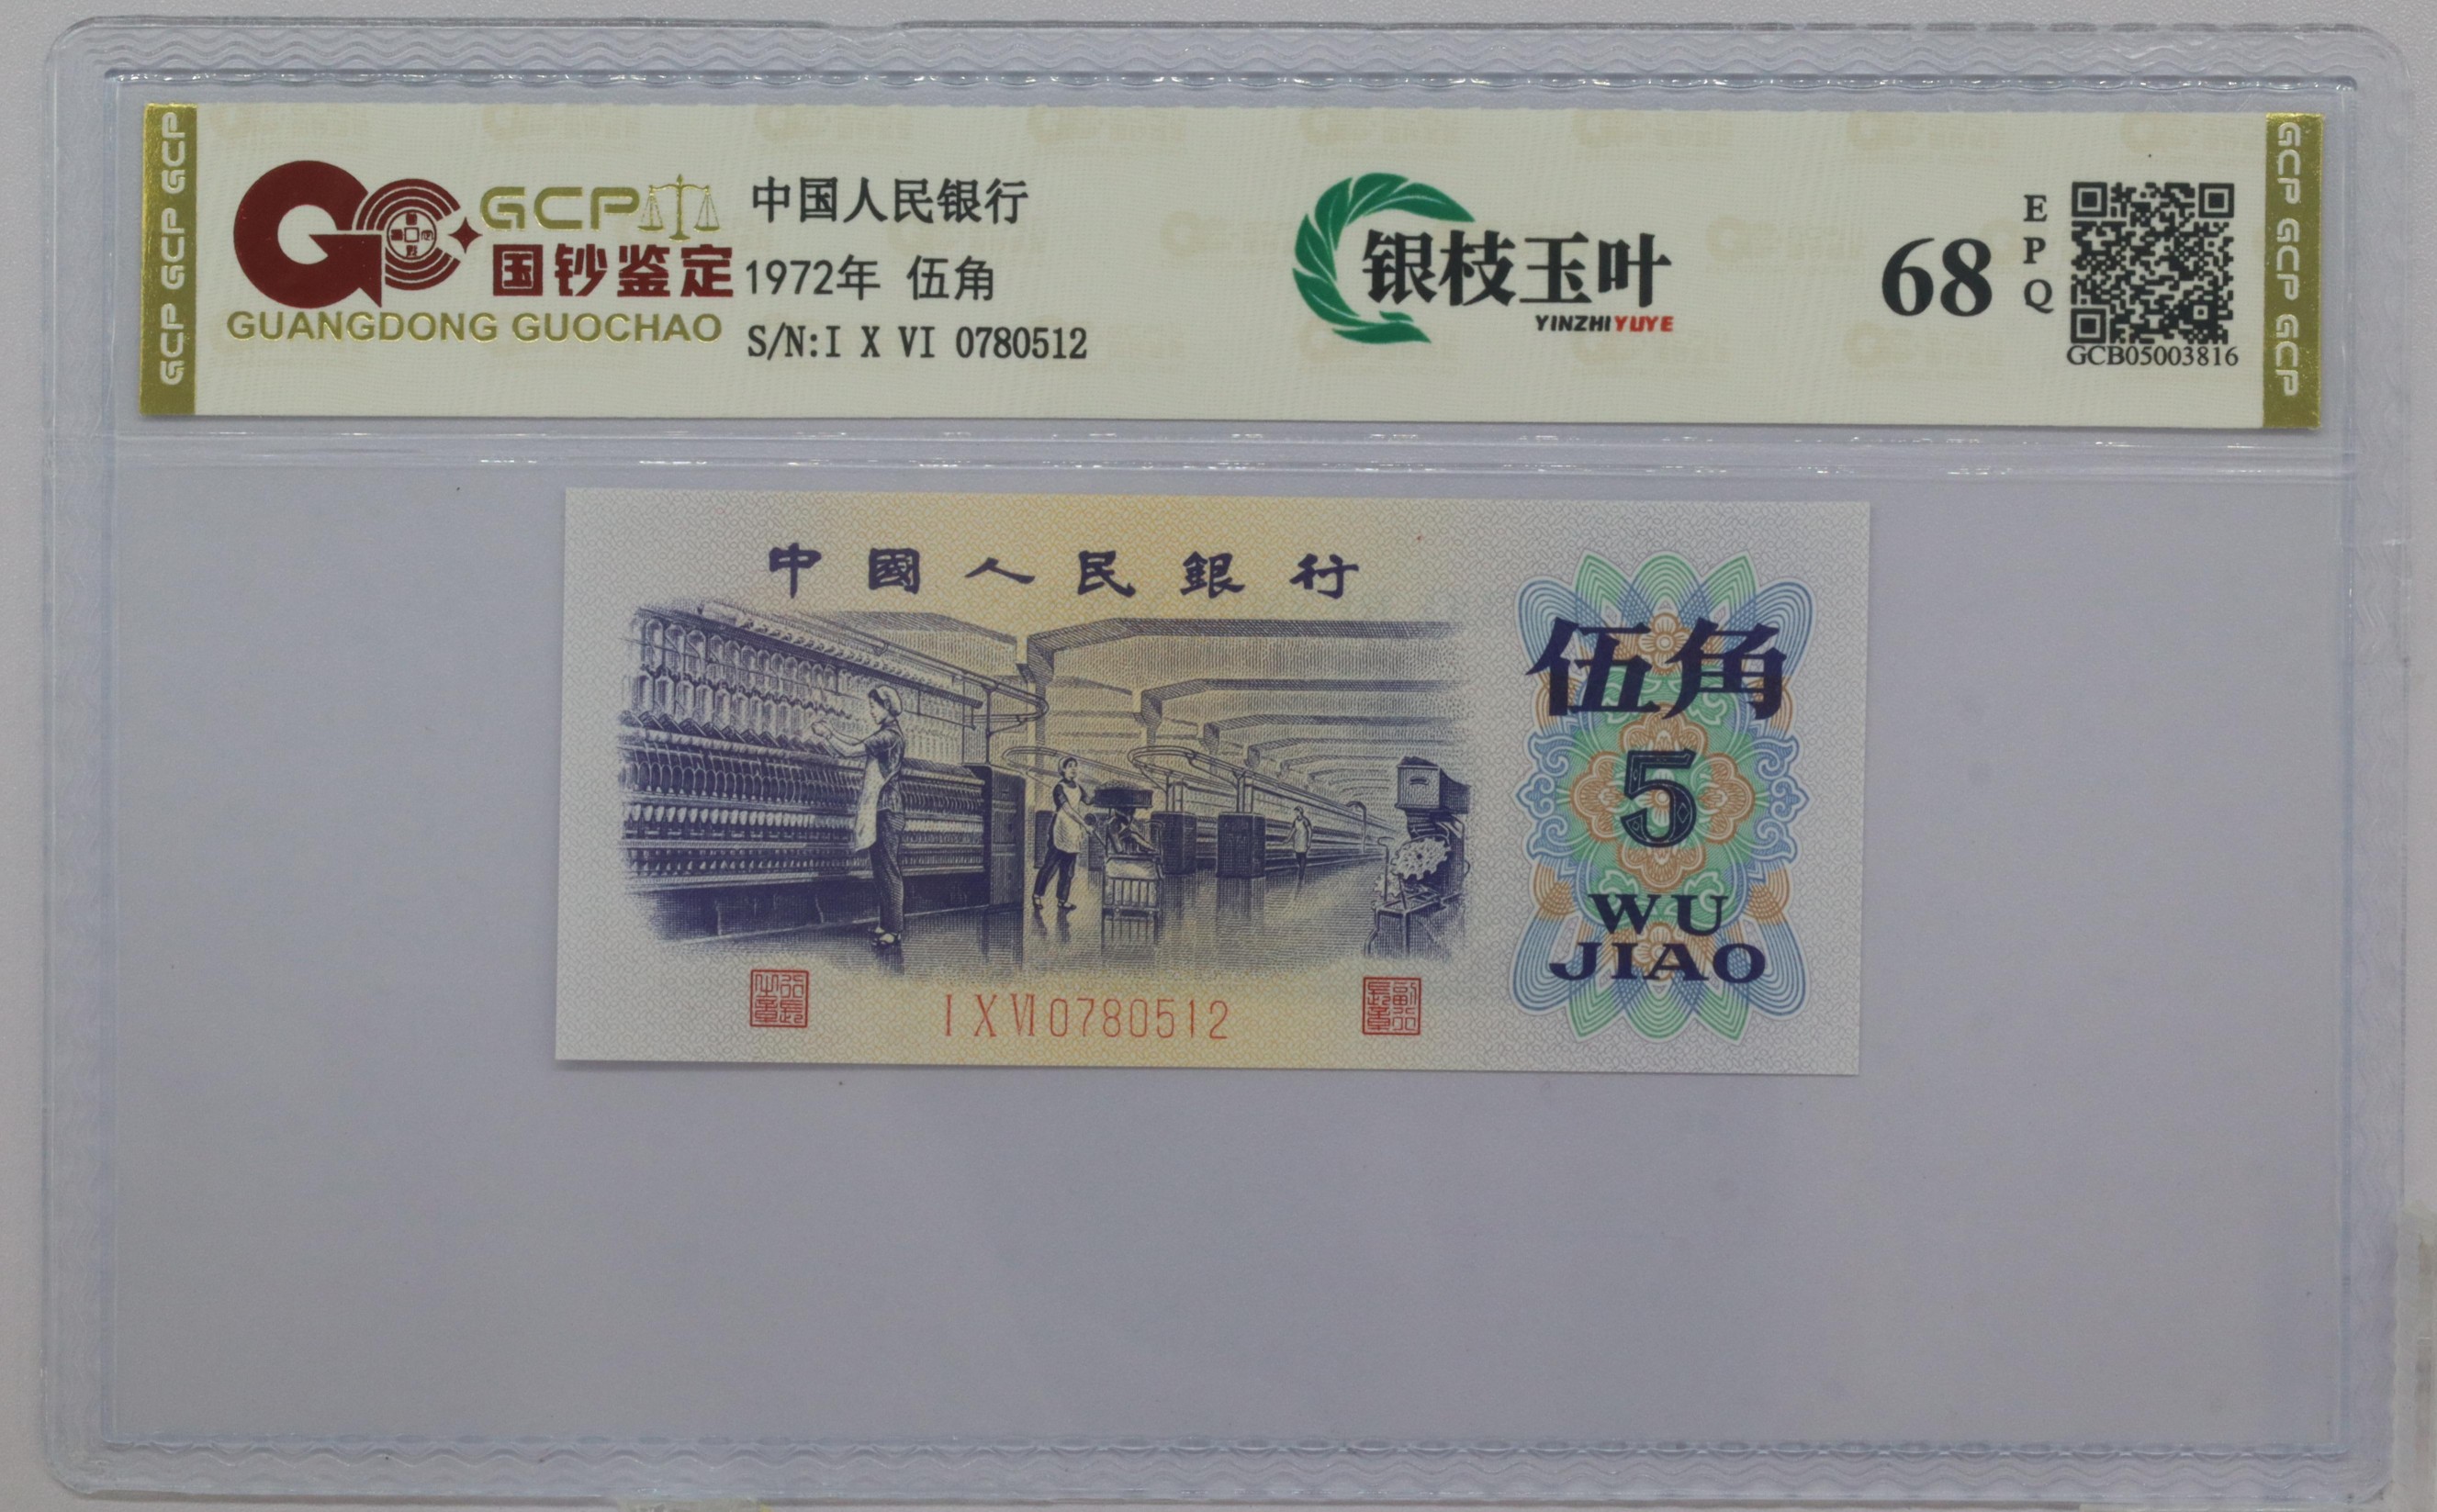 GCP GCP GCP
GCP
国钞鉴定
GUANGDONG GUOCHAO
中国人民银行
1972年 伍角
S/N:I X VI 0780512
银枝玉叶
YINZHIYUYE
68
EPQ
GCB05003816
GCP GCP GCP
中國人民銀行
伍角
5
WU
JIAO
I X VI 0780512